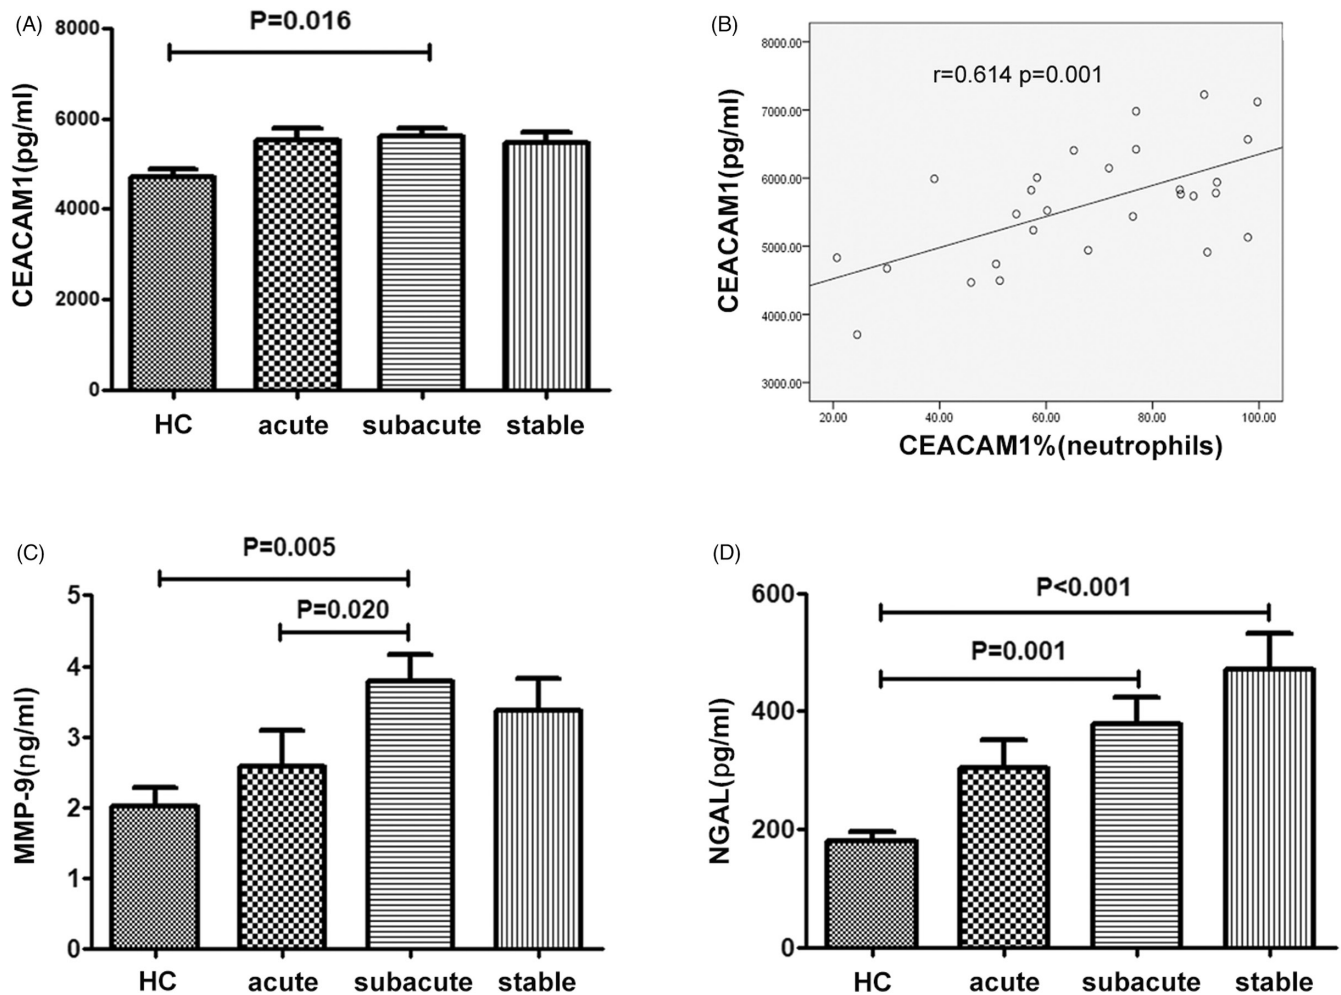 (A)
P=0.016
CEACAM1(pg/ml)
8000
6000
4000
2000
0
HC acute subacute stable
(B)
r=0.614 p=0.001
CEACAM1(pg/ml)
8000.00
7000.00
6000.00
5000.00
4000.00
3000.00
20.00 40.00 60.00 80.00 100.00
CEACAM1%(neutrophils)
(C)
P=0.005
P=0.020
MMP-9(ng/ml)
5
4
3
2
1
0
HC acute subacute stable
(D)
P<0.001
P=0.001
NGAL(pg/ml)
600
400
200
0
HC acute subacute stable